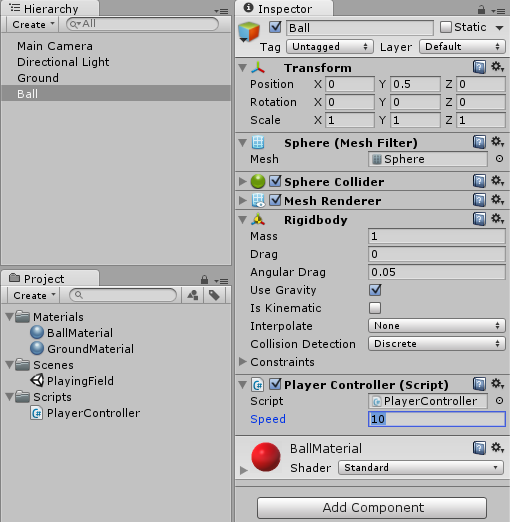 Hierarchy
Create
All
Main Camera
Directional Light
Ground
Ball
Project
Create
Materials
BallMaterial
GroundMaterial
Scenes
PlayingField
Scripts
PlayerController
Inspector
Ball
Static
Tag Untagged Layer Default
Transform
Position X 0 Y 0.5 Z 0
Rotation X 0 Y 0 Z 0
Scale X 1 Y 1 Z 1
Sphere (Mesh Filter)
Mesh Sphere
Sphere Collider
Mesh Renderer
Rigidbody
Mass 1
Drag 0
Angular Drag 0.05
Use Gravity
Is Kinematic
Interpolate None
Collision Detection Discrete
Constraints
Player Controller (Script)
Script PlayerController
Speed 10
BallMaterial
Shader Standard
Add Component